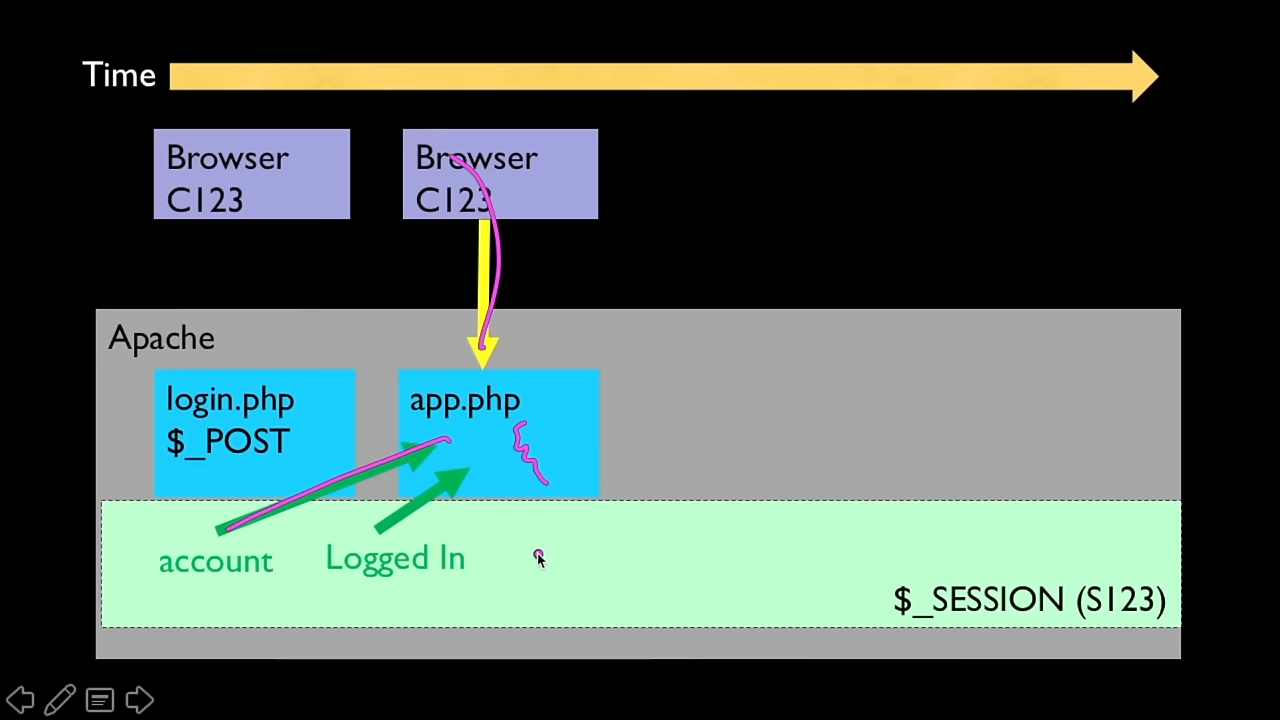 Time
Browser
C123
Browser
C123
Apache
login.php
$_POST
app.php
account
Logged In
$_SESSION (S123)